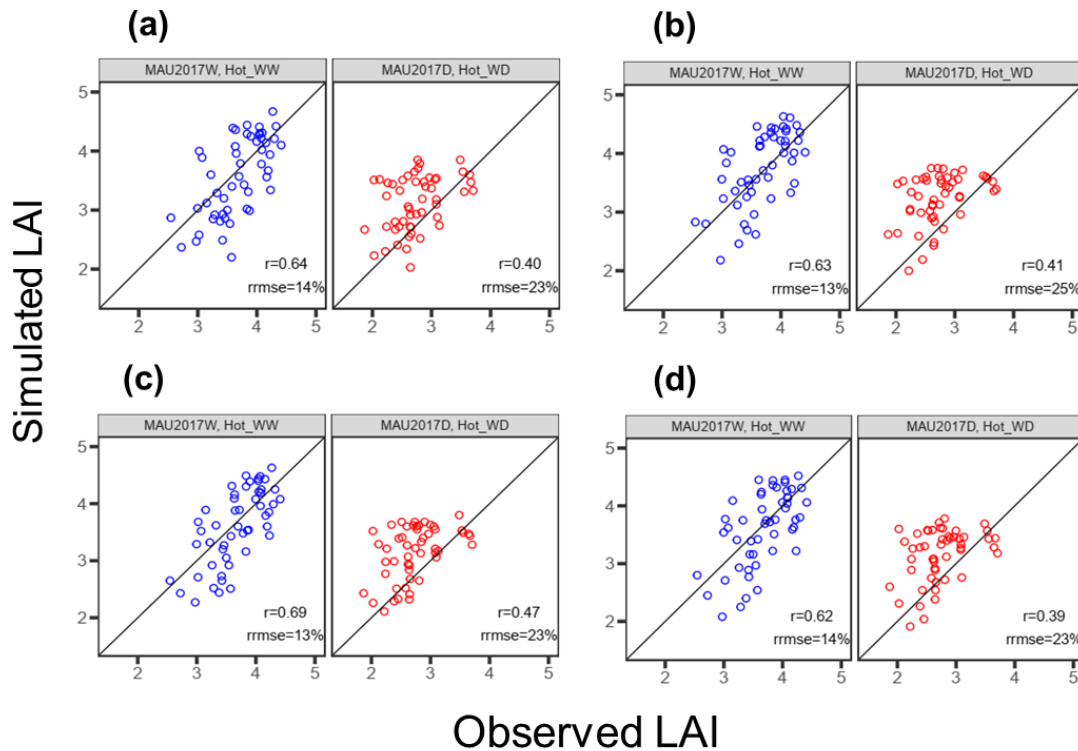 (a)
(b)
MAU2017W, Hot_WW MAU2017D, Hot_WD
MAU2017W, Hot_WW MAU2017D, Hot_WD
5
4
3
2
r=0.64
rrmse=14%
r=0.40
rrmse=23%
2 3 4 5 2 3 4 5
5
4
3
2
r=0.63
rrmse=13%
r=0.41
rrmse=25%
2 3 4 5 2 3 4 5
Simulated LAI
(c)
(d)
MAU2017W, Hot_WW MAU2017D, Hot_WD
MAU2017W, Hot_WW MAU2017D, Hot_WD
5
4
3
2
r=0.69
rrmse=13%
r=0.47
rrmse=23%
2 3 4 5 2 3 4 5
5
4
3
2
r=0.62
rrmse=14%
r=0.39
rrmse=23%
2 3 4 5 2 3 4 5
Observed LAI